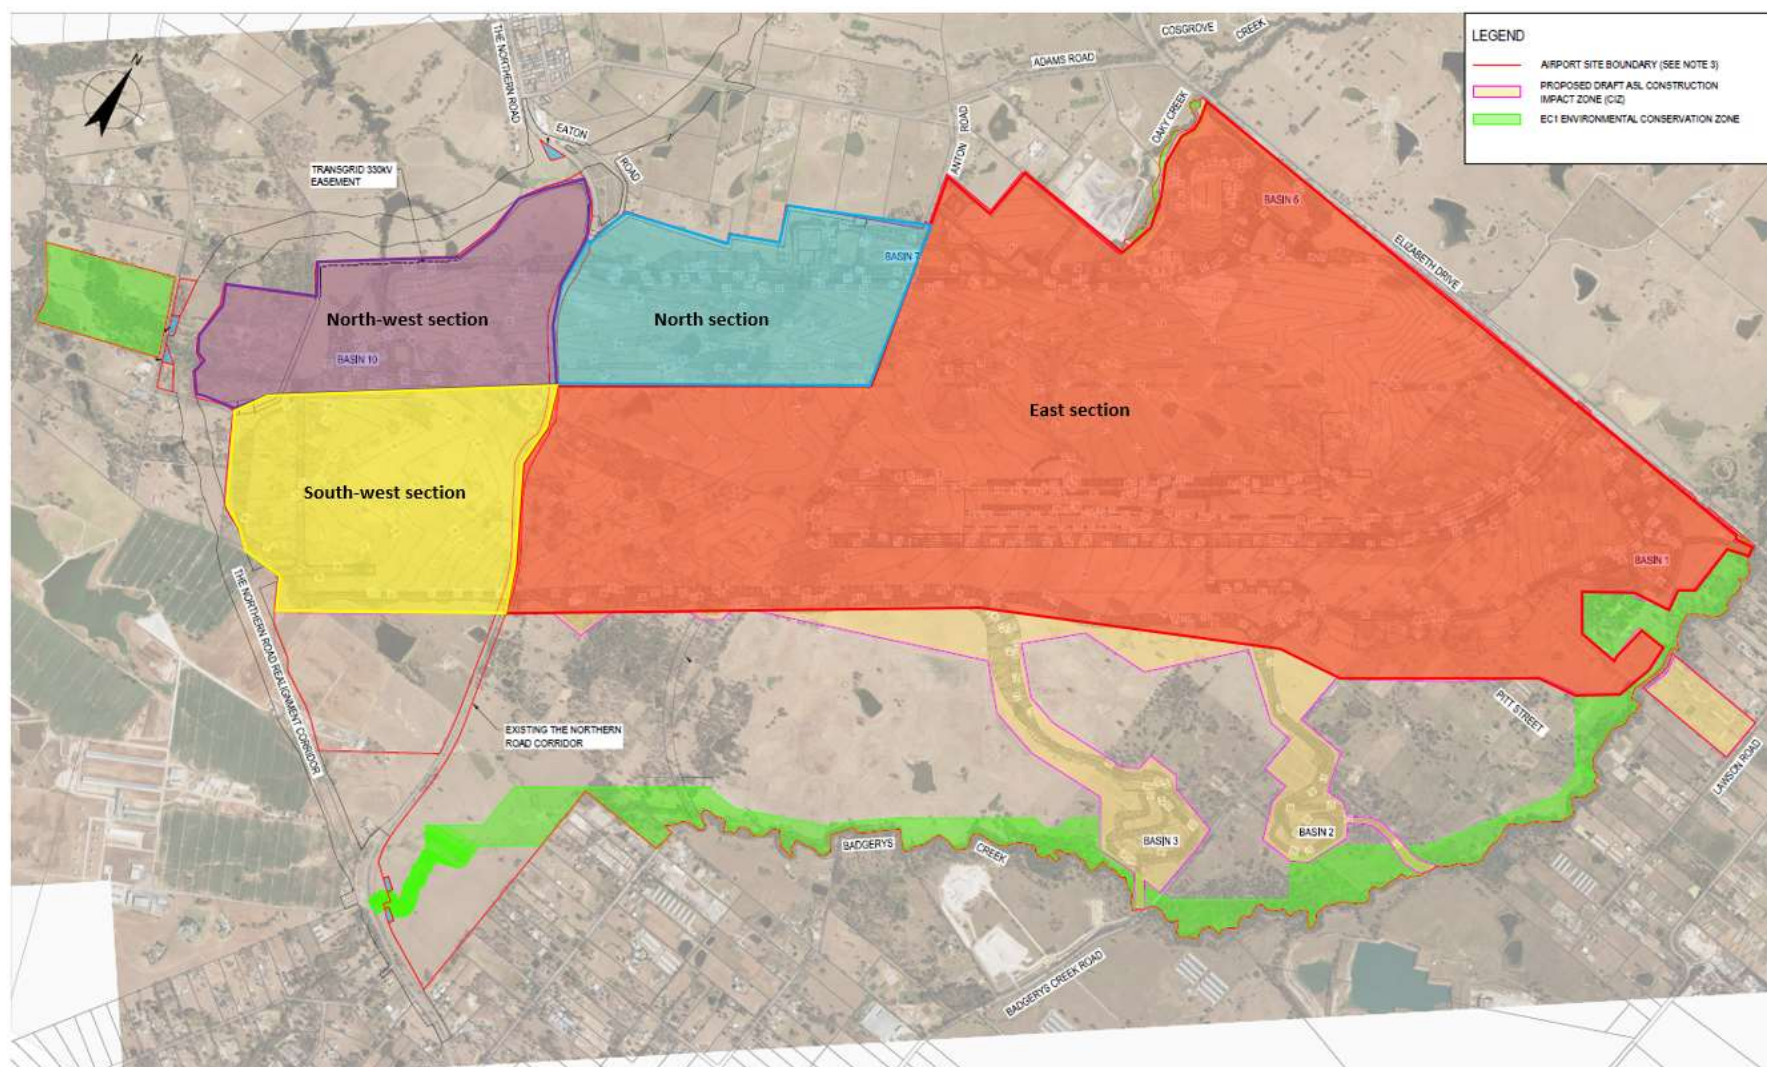 LEGEND
AIRPORT SITE BOUNDARY (SEE NOTE 3)
PROPOSED DRAFT ASL CONSTRUCTION
IMPACT ZONE (CIZ)
EC1 ENVIRONMENTAL CONSERVATION ZONE
N
THE NORTHERN ROAD
COSGROVE
CREEK
ADAMS ROAD
EATON
ROAD
ANTON ROAD
OAKY CREEK
TRANSGRID 330kV
EASEMENT
BASIN 6
ELIZABETH DRIVE
BASIN 7
North-west section
North section
BASIN 10
East section
South-west section
BASIN 1
THE NORTHERN ROAD REALIGNMENT CORRIDOR
EXISTING THE NORTHERN
ROAD CORRIDOR
PITT STREET
LAWSON ROAD
BASIN 3
BASIN 2
BADGERYS
CREEK
BADGERYS CREEK ROAD